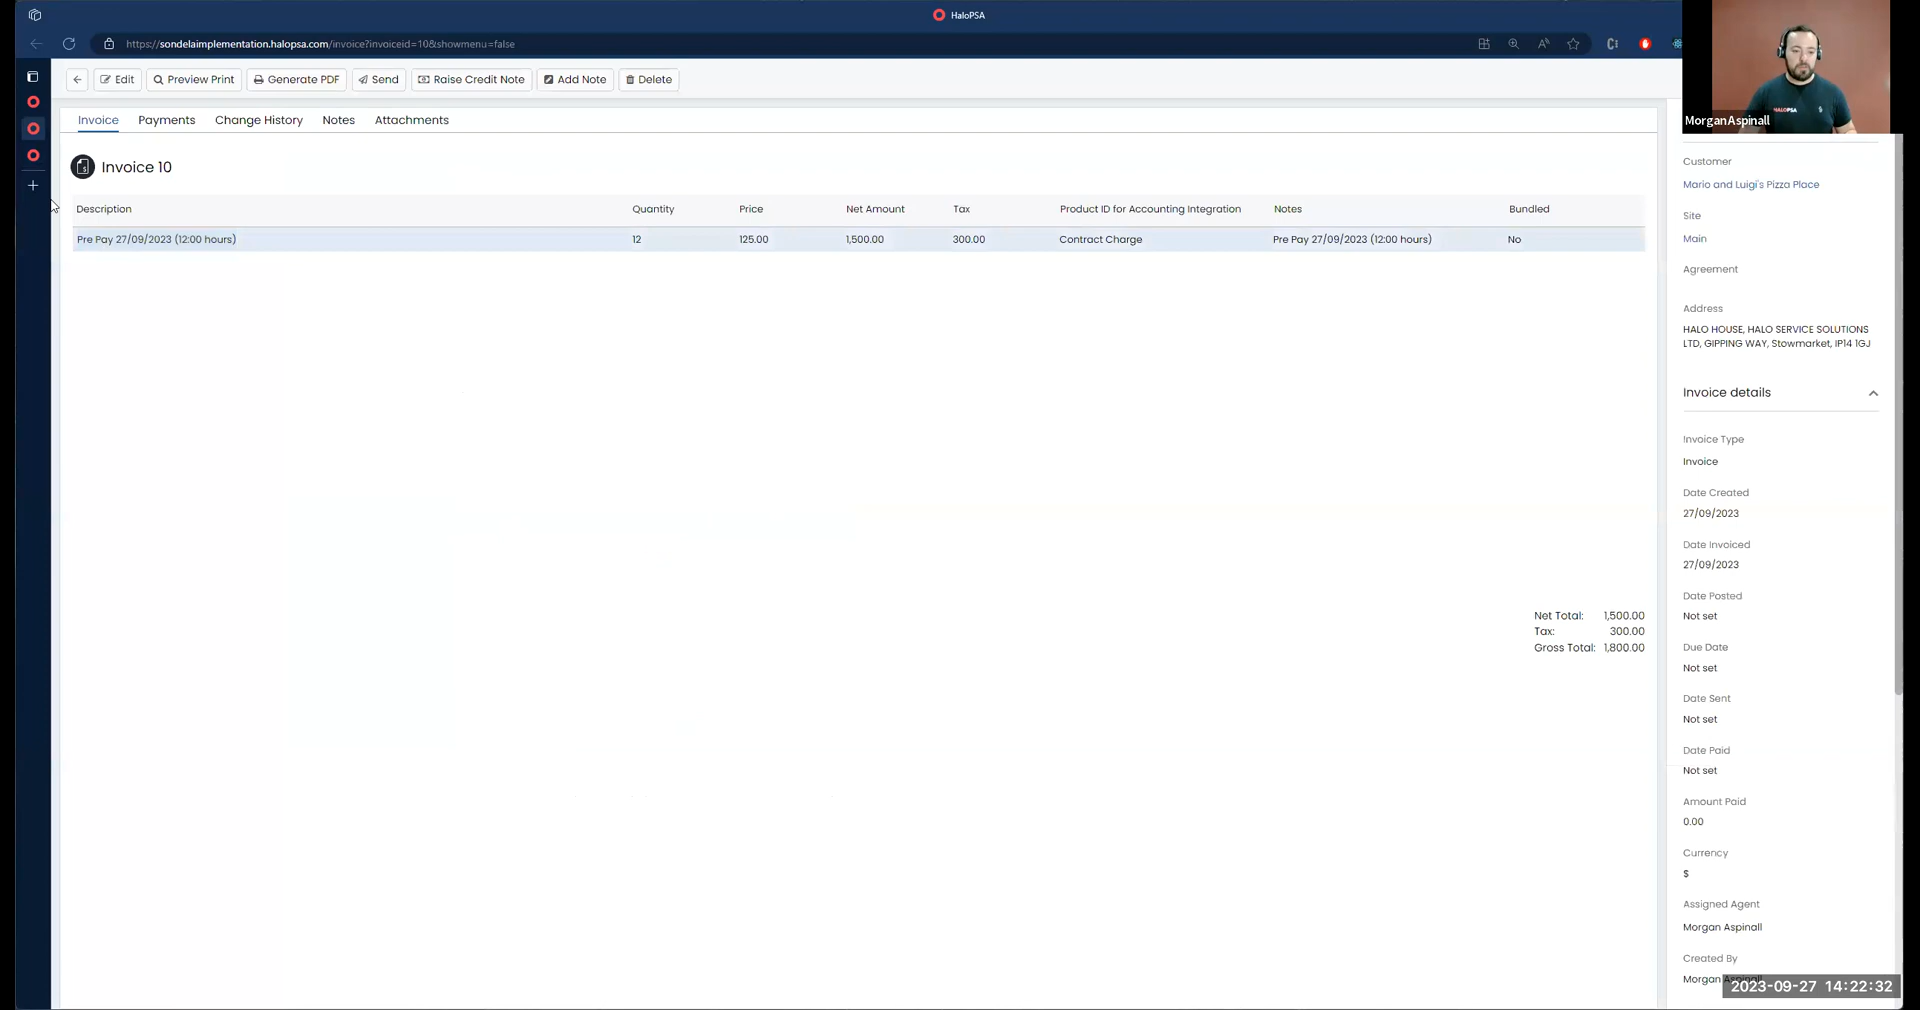 HaloPSA
https://sondelaimplementation.halopsa.com/invoice?invoiceid=10&showmenu=false
Edit
Preview Print
Generate PDF
Send
Raise Credit Note
Add Note
Delete
Morgan Aspinall
Invoice Payments Change History Notes Attachments
Invoice 10
Description Quantity Price Net Amount Tax Product ID for Accounting Integration Notes Bundled
Pre Pay 27/09/2023 (12:00 hours) 12 125.00 1,500.00 300.00 Contract Charge Pre Pay 27/09/2023 (12:00 hours) No
Net Total: 1,500.00
Tax: 300.00
Gross Total: 1,800.00
Customer
Mario and Luigi's Pizza Place
Site
Main
Agreement
Address
HALO HOUSE, HALO SERVICE SOLUTIONS
LTD, GIPPING WAY, Stowmarket, IP14 1GJ
Invoice details
Invoice Type
Invoice
Date Created
27/09/2023
Date Invoiced
27/09/2023
Date Posted
Not set
Due Date
Not set
Date Sent
Not set
Date Paid
Not set
Amount Paid
0.00
Currency
$
Assigned Agent
Morgan Aspinall
Created By
Morgan Aspinall
2023-09-27 14:22:32
HALOPSA